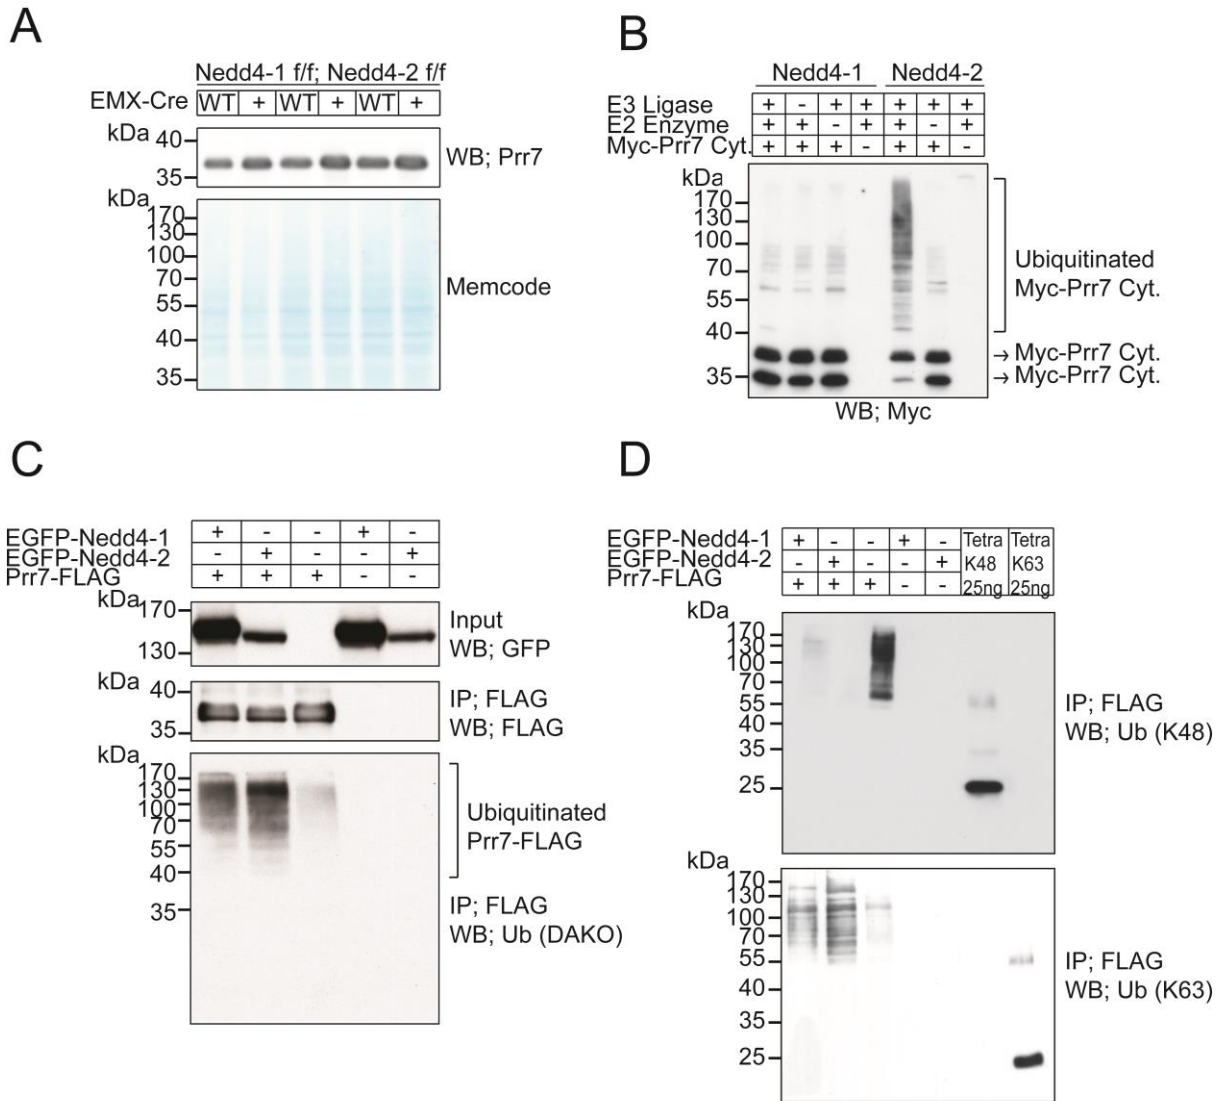 A
Nedd4-1 f/f; Nedd4-2 f/f
EMX-Cre WT + WT + WT +
kDa
40
35
WB; Prr7
kDa
170
130
100
70
55
40
35
Memcode
B
Nedd4-1 Nedd4-2
E3 Ligase + - + + + + +
E2 Enzyme + + - + + - +
Myc-Prr7 Cyt. + + + - + + -
kDa
170
130
100
70
55
40
35
Ubiquitinated
Myc-Prr7 Cyt.
→ Myc-Prr7 Cyt.
→ Myc-Prr7 Cyt.
WB; Myc
C
EGFP-Nedd4-1 + - - + -
EGFP-Nedd4-2 - + - - +
Prr7-FLAG + + + - -
kDa
170
130
Input
WB; GFP
kDa
40
35
IP; FLAG
WB; FLAG
kDa
170
130
100
70
55
40
35
Ubiquitinated
Prr7-FLAG
IP; FLAG
WB; Ub (DAKO)
D
EGFP-Nedd4-1 + - - + - Tetra Tetra
EGFP-Nedd4-2 - + - - + K48 K63
Prr7-FLAG + + + - - 25ng 25ng
kDa
170
130
100
70
55
40
35
25
IP; FLAG
WB; Ub (K48)
kDa
170
130
100
70
55
40
35
25
IP; FLAG
WB; Ub (K63)